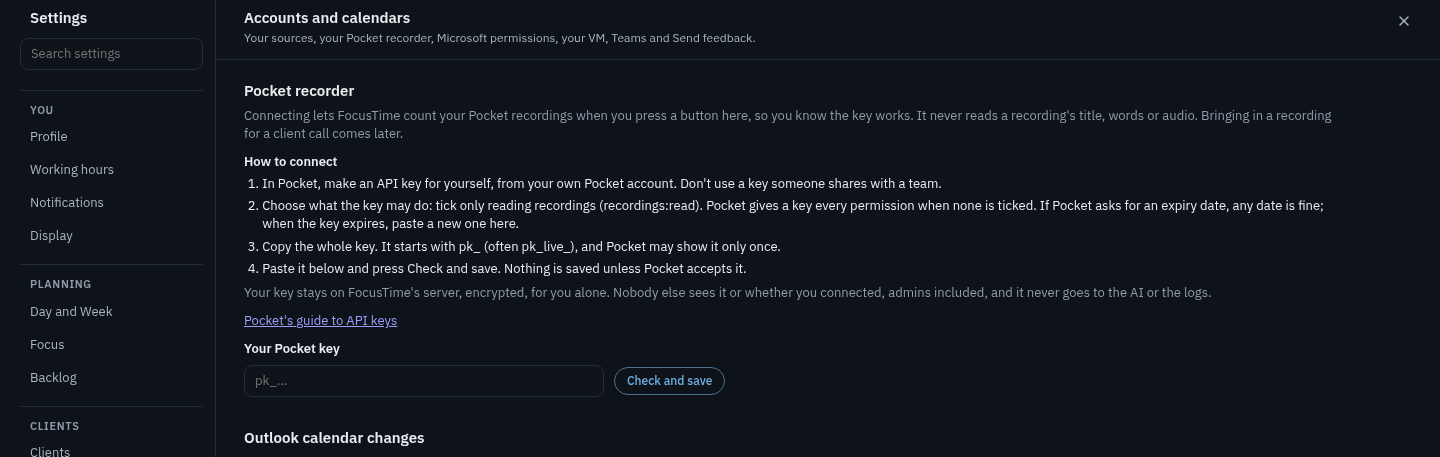 Settings
Search settings
YOU
Profile
Working hours
Notifications
Display
PLANNING
Day and Week
Focus
Backlog
CLIENTS
Clients
Accounts and calendars
Your sources, your Pocket recorder, Microsoft permissions, your VM, Teams and Send feedback.
Pocket recorder
Connecting lets FocusTime count your Pocket recordings when you press a button here, so you know the key works. It never reads a recording's title, words or audio. Bringing in a recording
for a client call comes later.
How to connect
1. In Pocket, make an API key for yourself, from your own Pocket account. Don't use a key someone shares with a team.
2. Choose what the key may do: tick only reading recordings (recordings:read). Pocket gives a key every permission when none is ticked. If Pocket asks for an expiry date, any date is fine;
when the key expires, paste a new one here.
3. Copy the whole key. It starts with pk_ (often pk_live_), and Pocket may show it only once.
4. Paste it below and press Check and save. Nothing is saved unless Pocket accepts it.
Your key stays on FocusTime's server, encrypted, for you alone. Nobody else sees it or whether you connected, admins included, and it never goes to the AI or the logs.
Pocket's guide to API keys
Your Pocket key
pk_...
Check and save
Outlook calendar changes